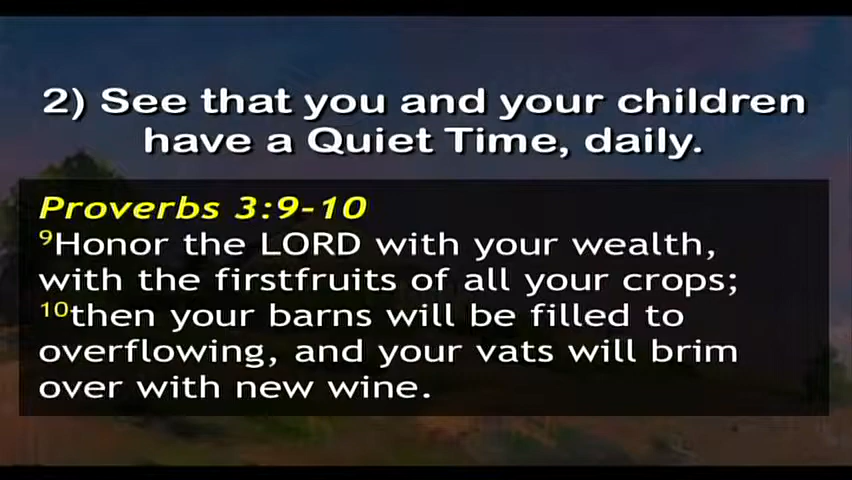 2) See that you and your children
have a Quiet Time, daily.
Proverbs 3:9-10
9Honor the LORD with your wealth,
with the firstfruits of all your crops;
10then your barns will be filled to
overflowing, and your vats will brim
over with new wine.